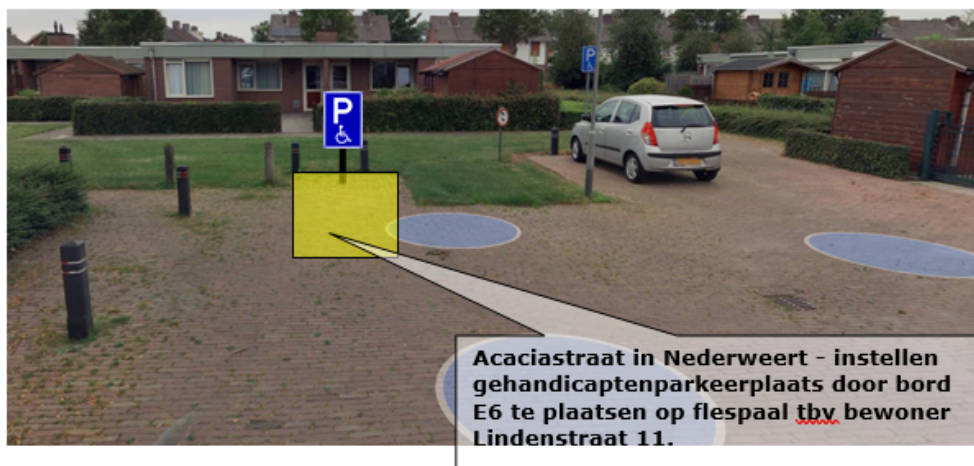 P
P
Acaciastraat in Nederweert - instellen
gehandicaptenparkeerplaats door bord
E6 te plaatsen op flespaal tbv bewoner
Lindenstraat 11.